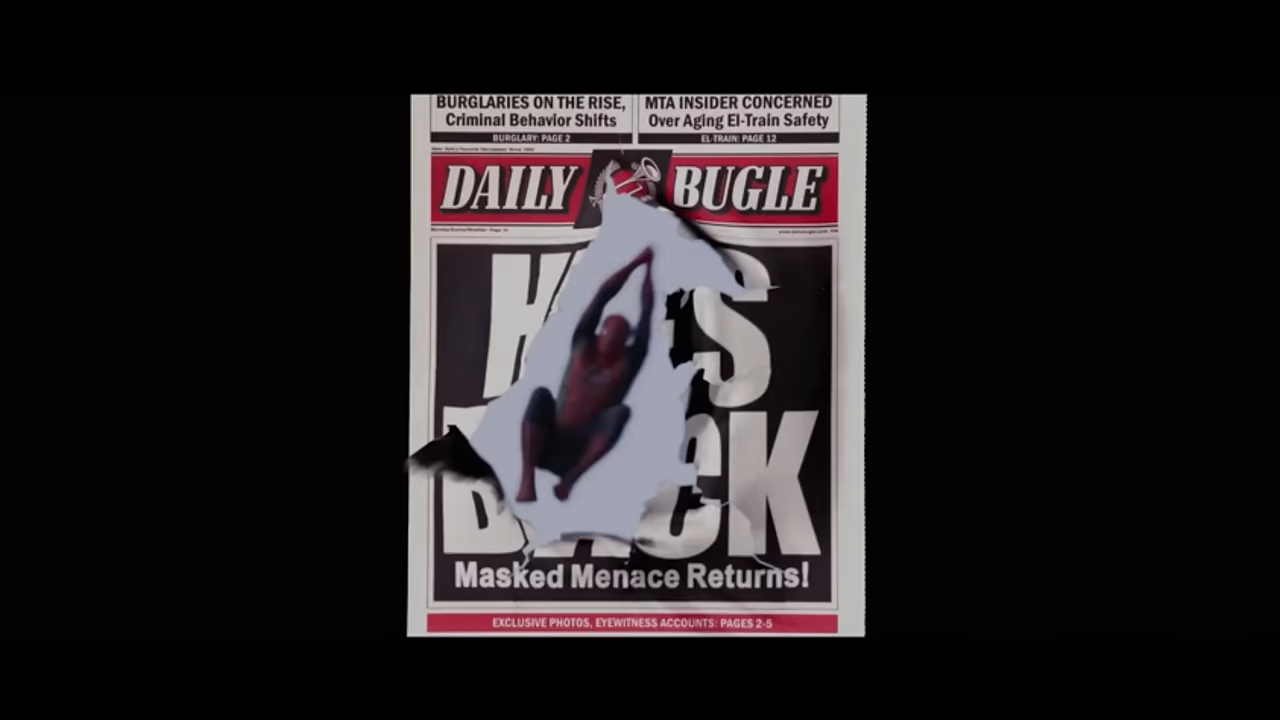 BURGLARIES ON THE RISE,
Criminal Behavior Shifts
BURGLARY: PAGE 2
MTA INSIDER CONCERNED
Over Aging El-Train Safety
EL-TRAIN: PAGE 12
DAILY BUGLE
BACK
Masked Menace Returns!
EXCLUSIVE PHOTOS, EYEWITNESS ACCOUNTS: PAGES 2-5